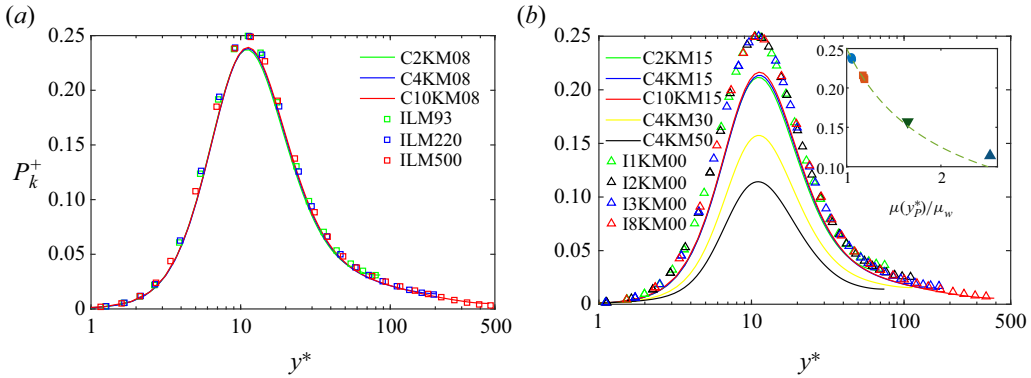 (a)
0.25
0.20
0.15
0.10
0.05
0
P_k^+
C2KM08
C4KM08
C10KM08
ILM93
ILM220
ILM500
1
10
100
500
y*
(b)
0.25
0.20
0.15
0.10
0.05
0
C2KM15
C4KM15
C10KM15
C4KM30
C4KM50
I1KM00
I2KM00
I3KM00
I8KM00
0.25
0.20
0.15
0.10
1
2
μ(y_P^*)/μ_w
1
10
100
500
y*